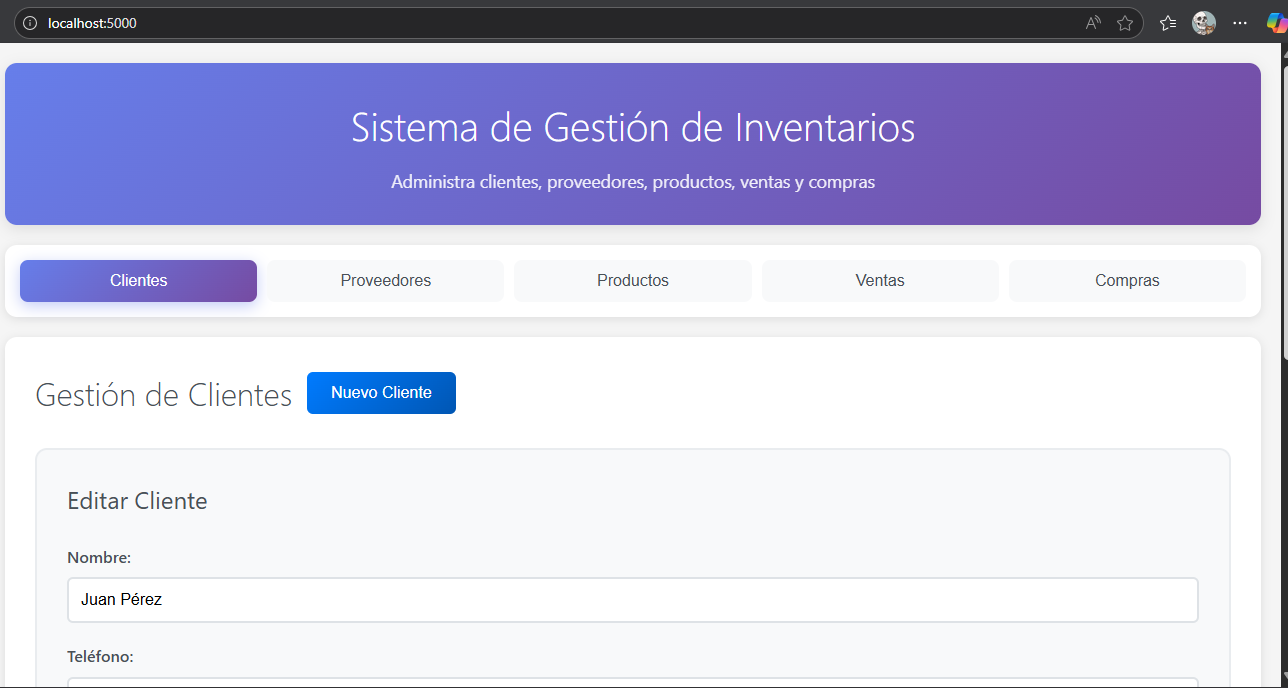 localhost:5000
Sistema de Gestión de Inventarios
Administra clientes, proveedores, productos, ventas y compras
Clientes Proveedores Productos Ventas Compras
Gestión de Clientes Nuevo Cliente
Editar Cliente
Nombre:
Juan Pérez
Teléfono: